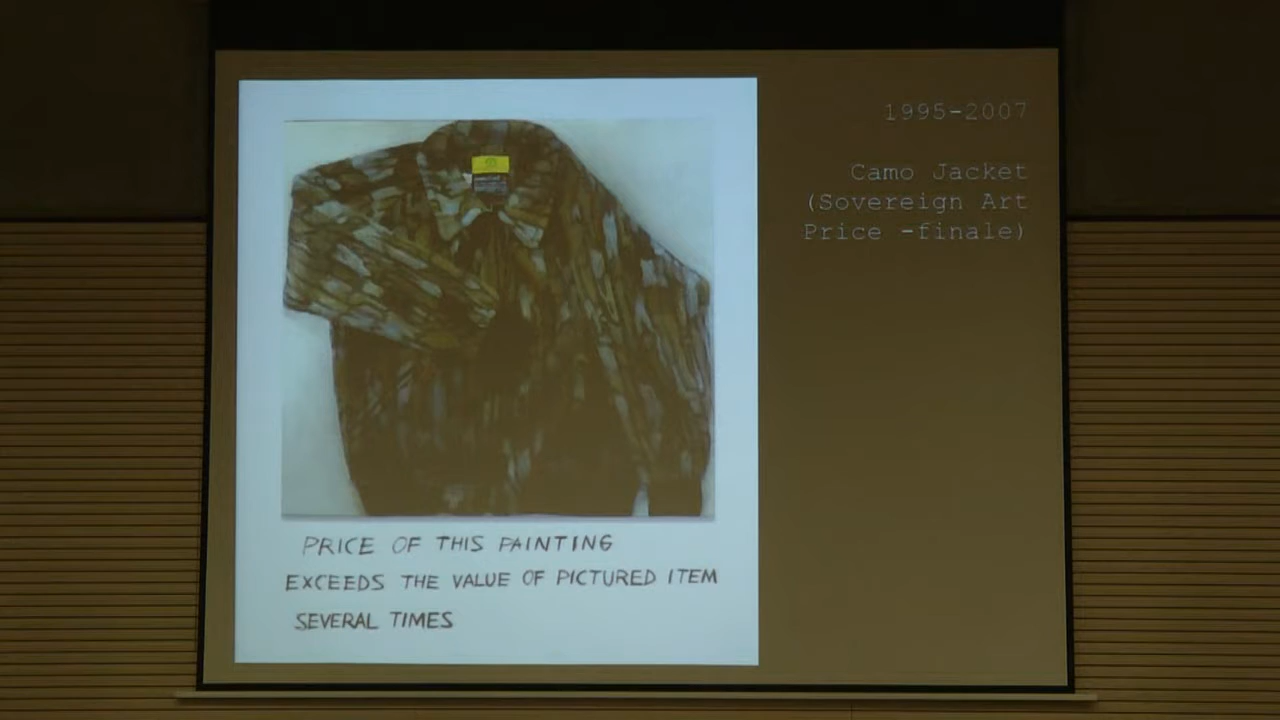 1995-2007
Camo Jacket
(Sovereign Art
Price -finale)
PRICE OF THIS PAINTING
EXCEEDS THE VALUE OF PICTURED ITEM
SEVERAL TIMES